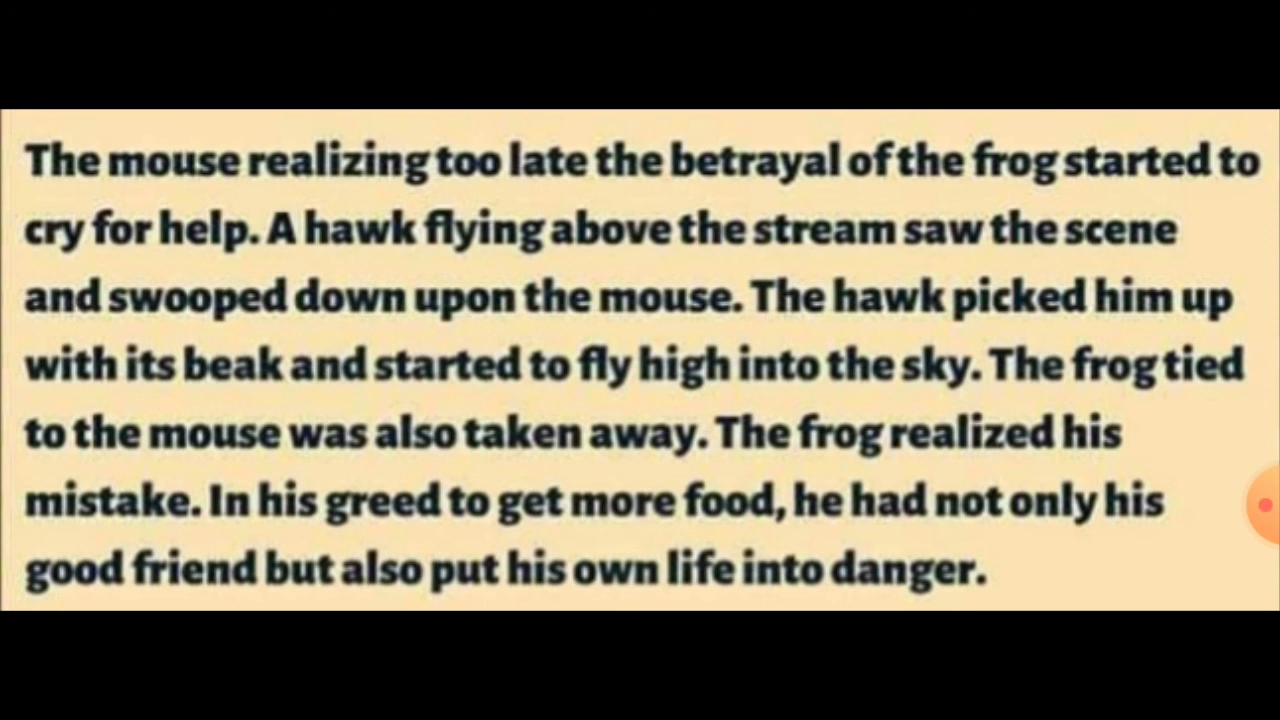 The mouse realizing too late the betrayal of the frog started to
cry for help. A hawk flying above the stream saw the scene
and swooped down upon the mouse. The hawk picked him up
with its beak and started to fly high into the sky. The frog tied
to the mouse was also taken away. The frog realized his
mistake. In his greed to get more food, he had not only his
good friend but also put his own life into danger.